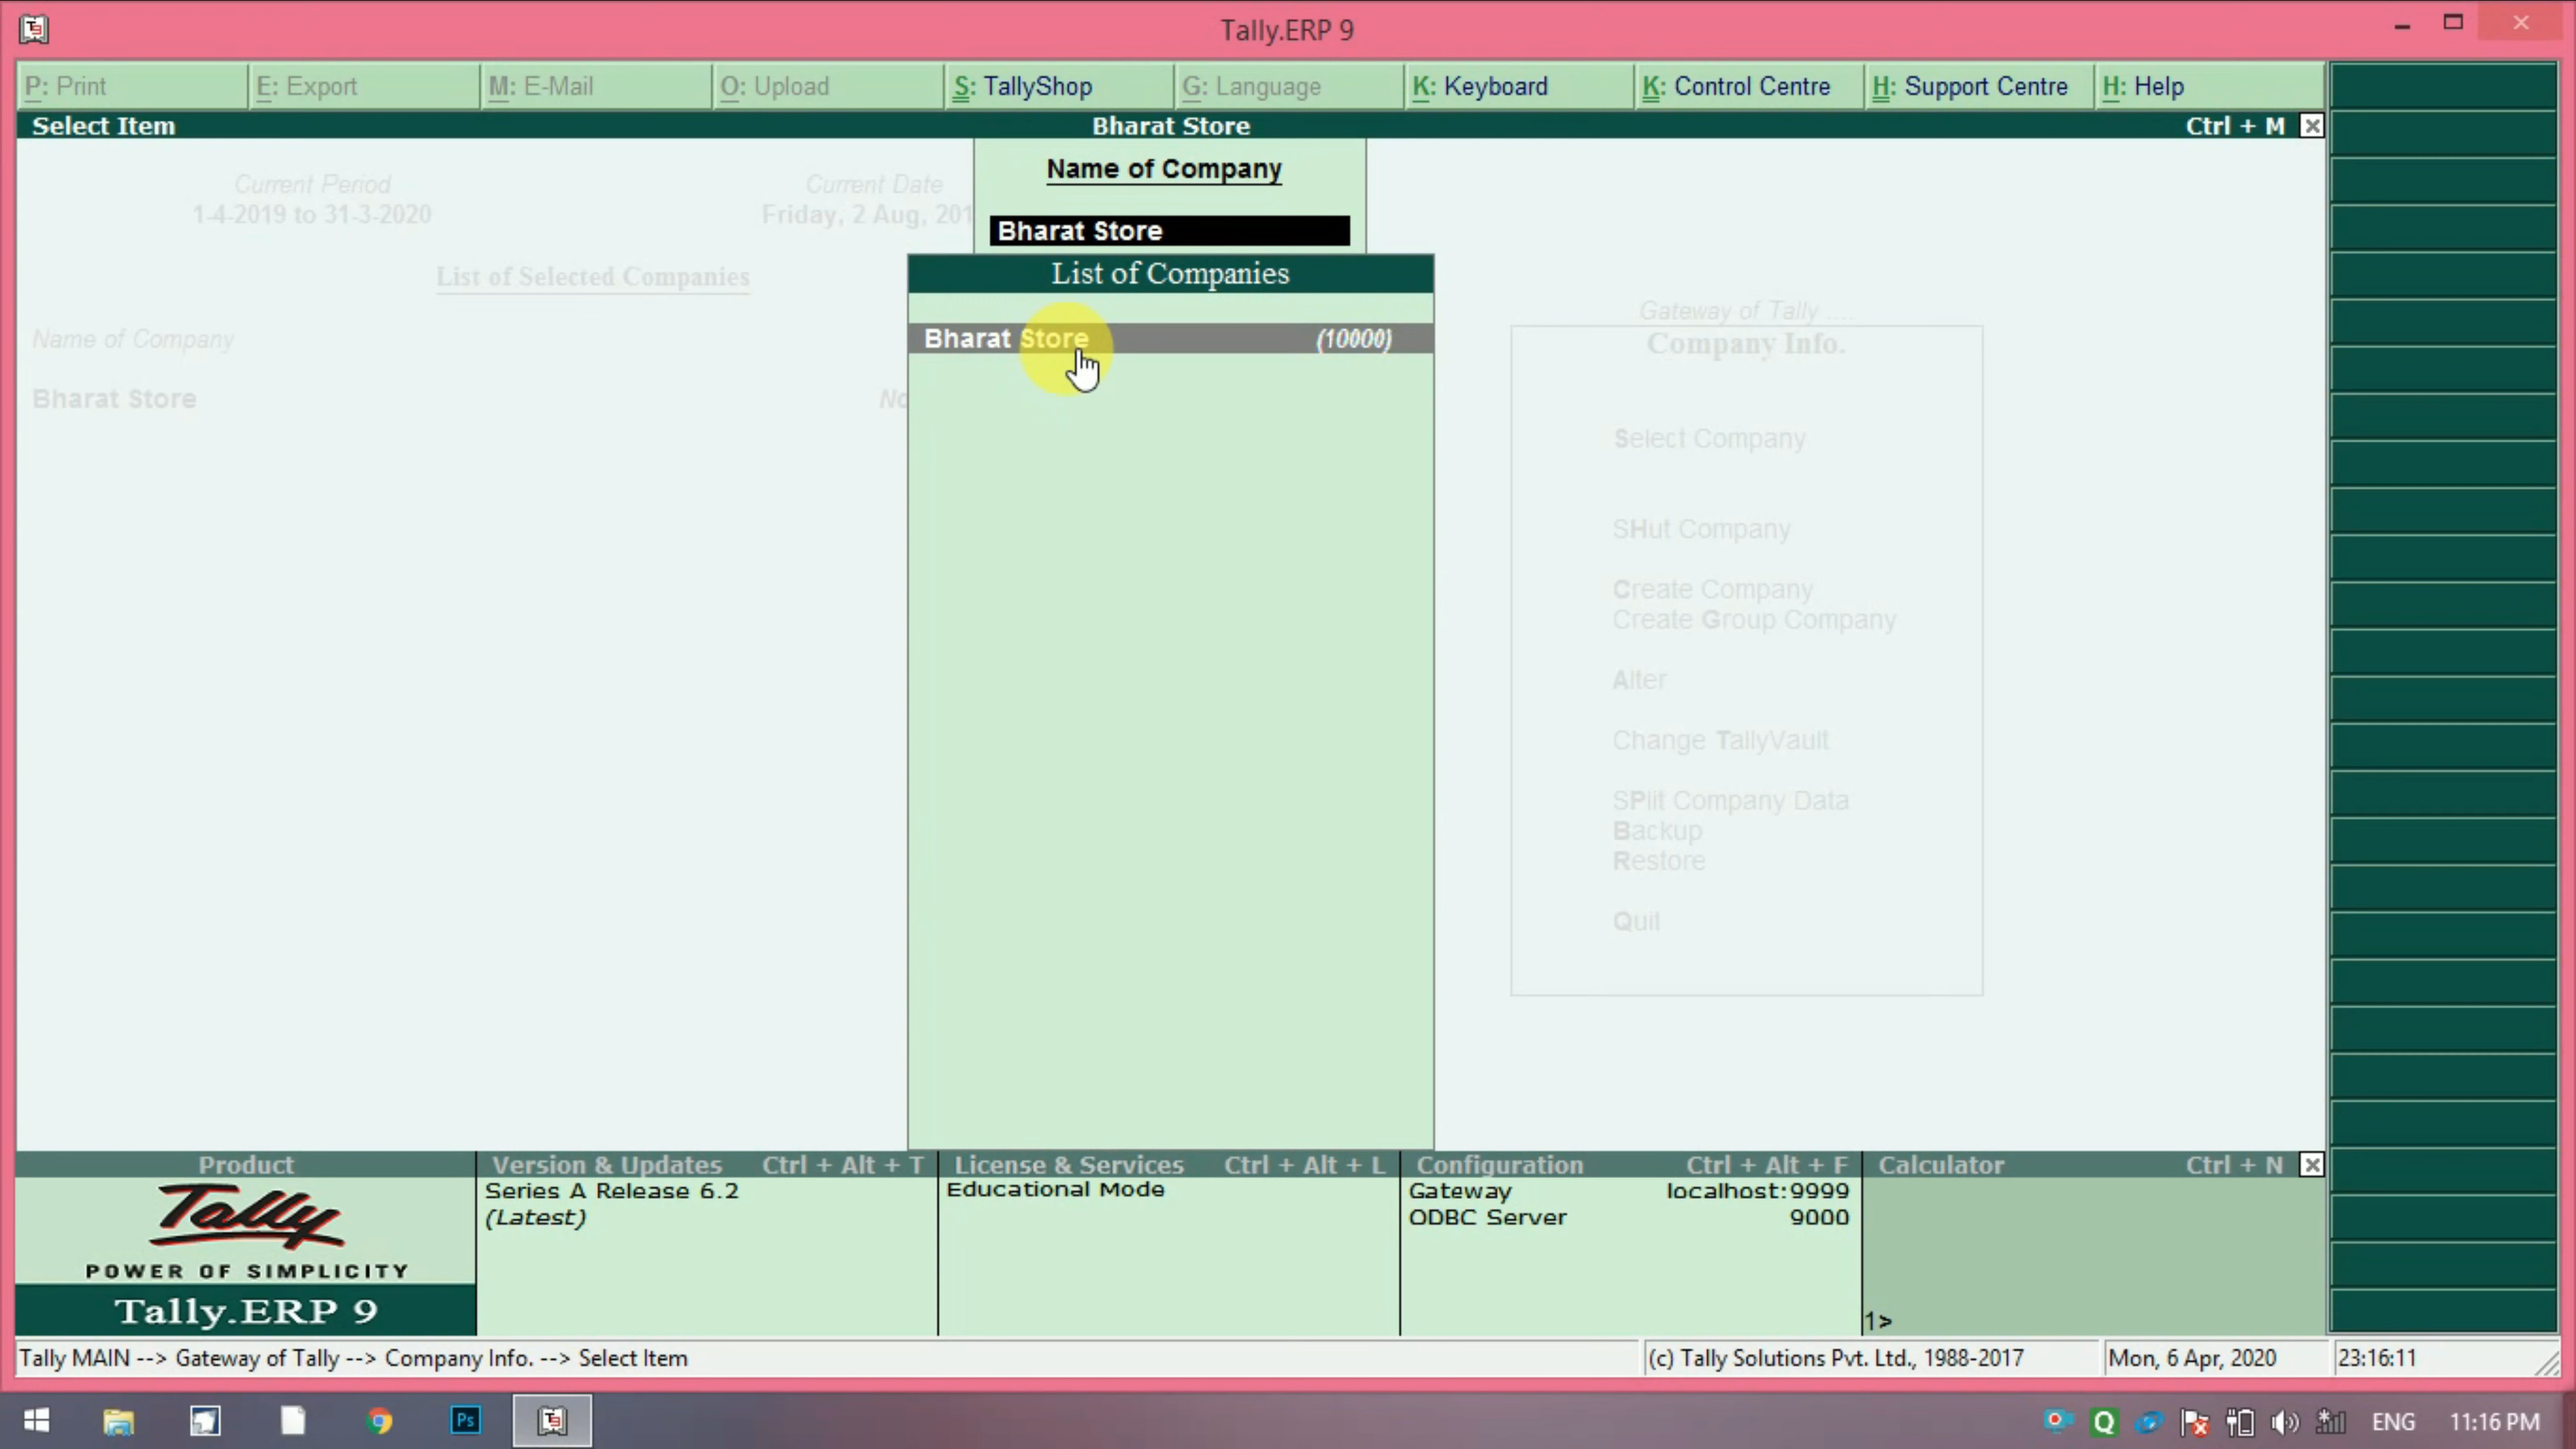 Tally.ERP 9
P: Print
E: Export
M: E-Mail
O: Upload
S: TallyShop
G: Language
K: Keyboard
K: Control Centre
H: Support Centre
H: Help
Select Item
Bharat Store
Ctrl + M
Current Period
1-4-2019 to 31-3-2020
Current Date
Friday, 2 Aug, 201
List of Selected Companies
Name of Company
Bharat Store
No
Name of Company
Bharat Store
List of Companies
Bharat Store (10000)
Gateway of Tally ....
Company Info.
Select Company
SHut Company
Create Company
Create Group Company
Alter
Change TallyVault
SPlit Company Data
Backup
Restore
Quit
Product
Tally
POWER OF SIMPLICITY
Tally.ERP 9
Version & Updates Ctrl + Alt + T
Series A Release 6.2
(Latest)
License & Services Ctrl + Alt + L
Educational Mode
Configuration Ctrl + Alt + F
Gateway localhost:9999
ODBC Server 9000
Calculator Ctrl + N
1>
Tally MAIN --> Gateway of Tally --> Company Info. --> Select Item
(c) Tally Solutions Pvt. Ltd., 1988-2017
Mon, 6 Apr, 2020
23:16:11
Ps
ENG
11:16 PM